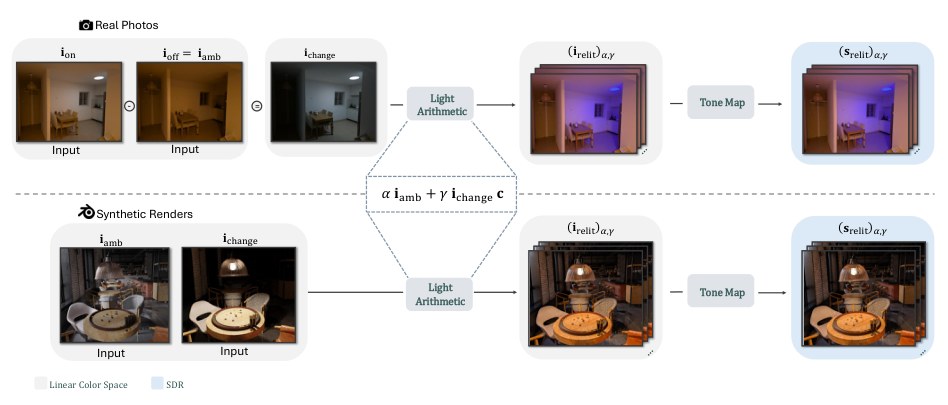 Real Photos
i_on
i_off = i_amb
i_change
(i_relit)_α,γ
(s_relit)_α,γ
-
=
Light
Arithmetic
Tone Map
Input
Input
...
...
α i_amb + γ i_change c
Synthetic Renders
i_amb
i_change
(i_relit)_α,γ
(s_relit)_α,γ
Light
Arithmetic
Tone Map
Input
Input
...
...
Linear Color Space
SDR